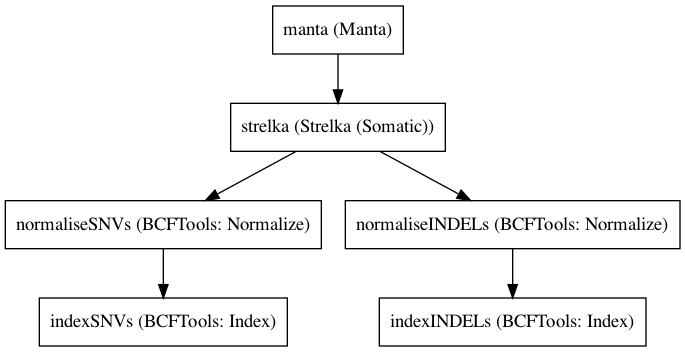 manta (Manta)
strelka (Strelka (Somatic))
normaliseSNVs (BCFTools: Normalize)
normaliseINDELs (BCFTools: Normalize)
indexSNVs (BCFTools: Index)
indexINDELs (BCFTools: Index)